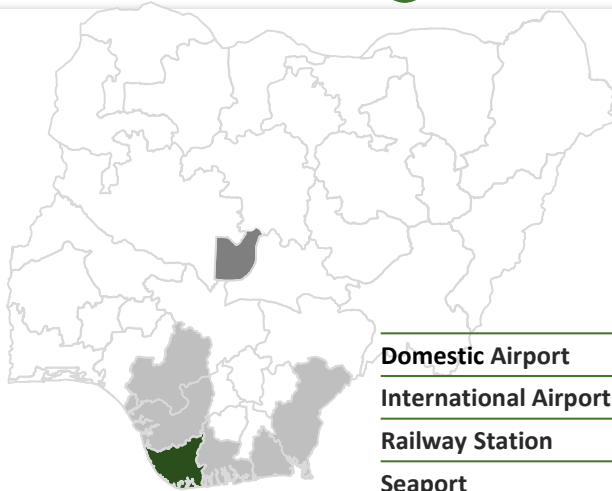 Domestic Airport
International Airport
Railway Station
Seaport